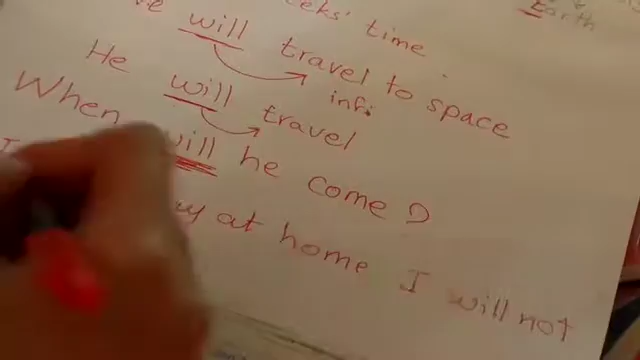 will travel to space
weeks' time
Earth
infi.
He will travel
When will he come ?
at home I will not